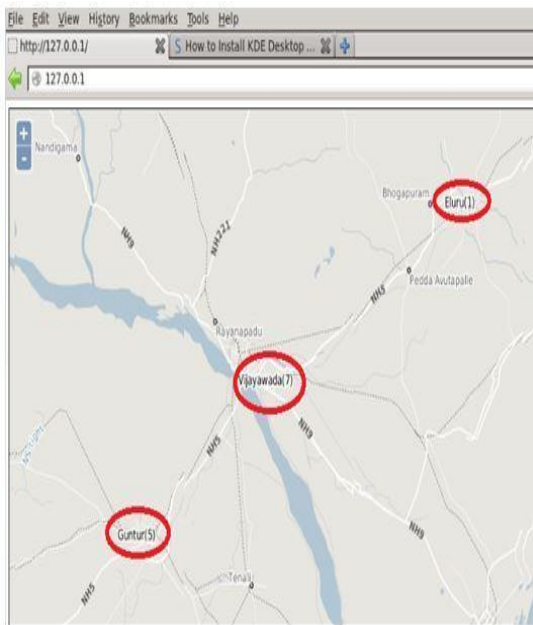 File Edit View History Bookmarks Tools Help
http://127.0.0.1/ How to Install KDE Desktop ...
127.0.0.1
+
-
Nandigama
NH9
NH221
Bhogapuram
Eluru(1)
Pedda Avutapalle
NH5
Rayanapadu
Vijayawada(7)
NH5
NH9
Guntur(5)
NH9
Tenali
NH5